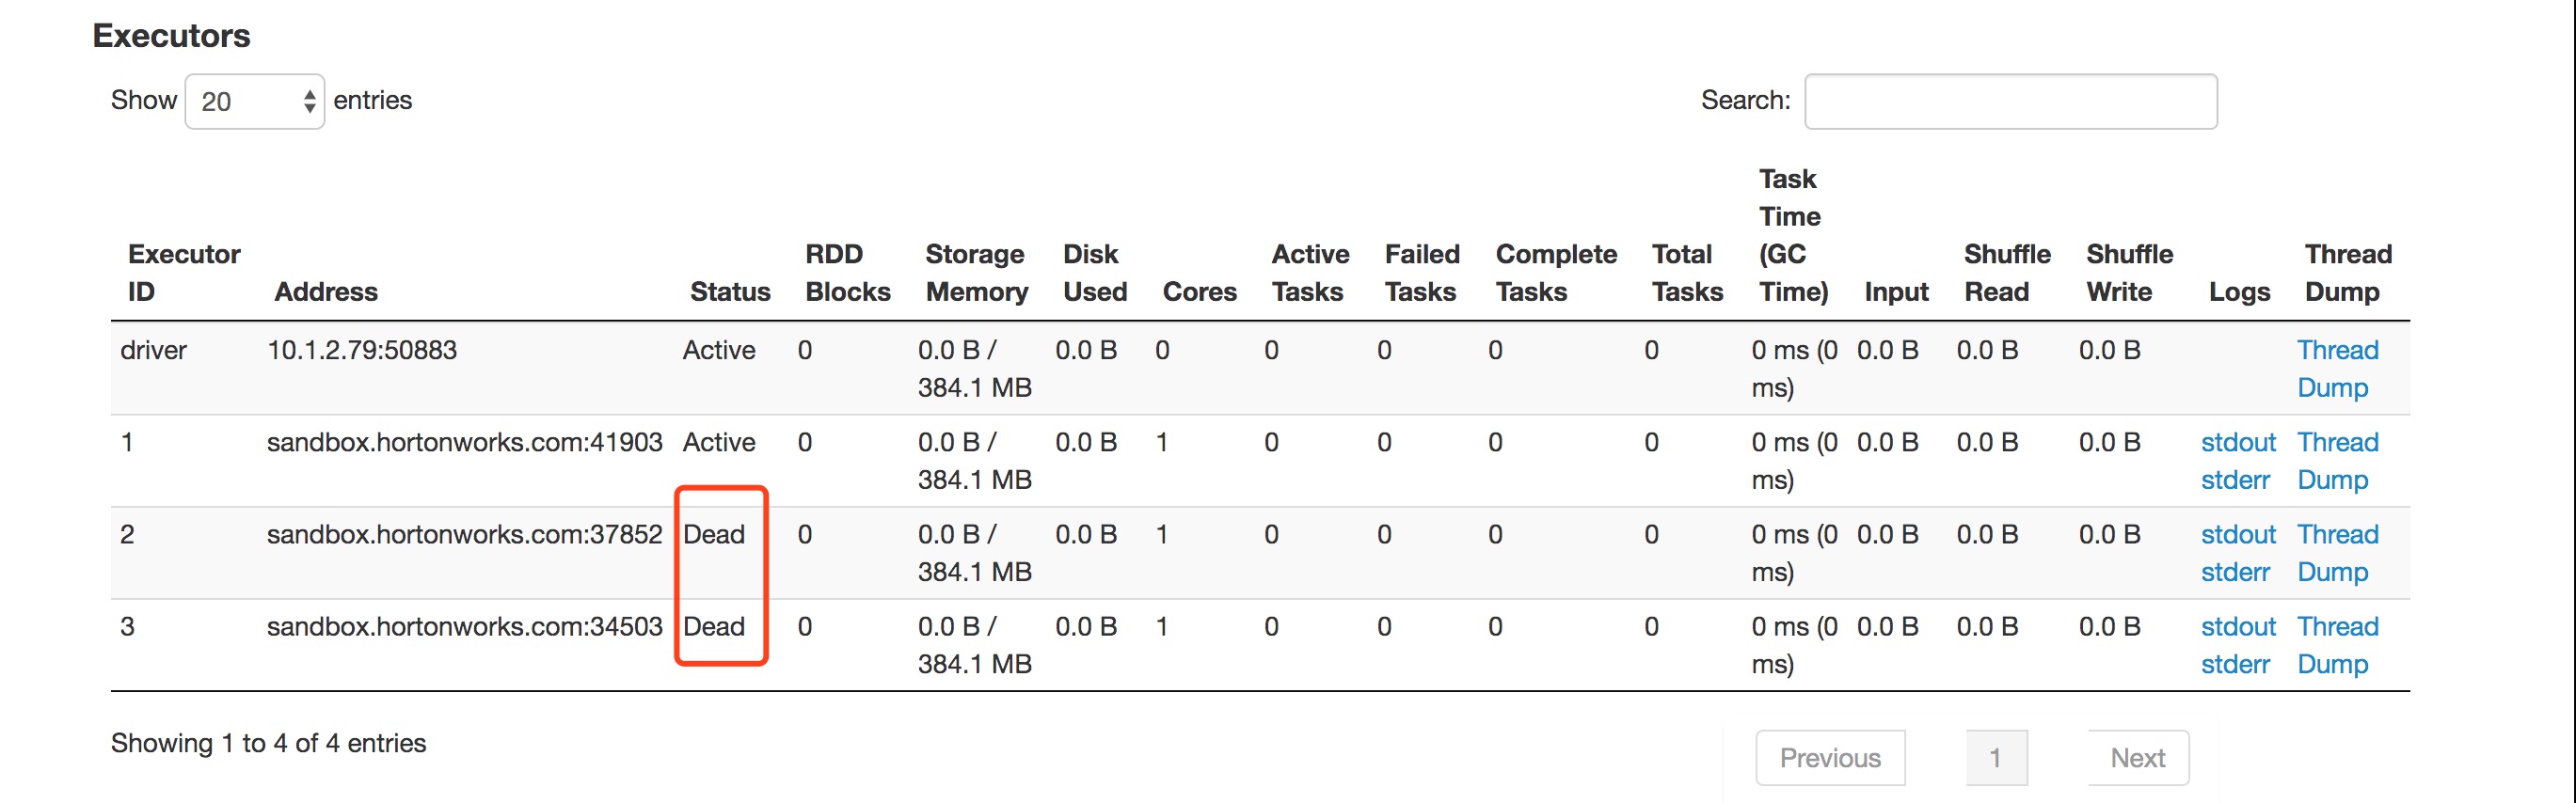 Executors
Show 20 entries
Search:
Executor ID Address Status RDD Blocks Storage Memory Disk Used Cores Active Tasks Failed Tasks Complete Tasks Total Tasks Task Time (GC Time) Input Shuffle Read Shuffle Write Logs Thread Dump
driver 10.1.2.79:50883 Active 0 0.0 B / 384.1 MB 0.0 B 0 0 0 0 0 0 ms (0 ms) 0.0 B 0.0 B 0.0 B Thread Dump
1 sandbox.hortonworks.com:41903 Active 0 0.0 B / 384.1 MB 0.0 B 1 0 0 0 0 0 ms (0 ms) 0.0 B 0.0 B 0.0 B stdout stderr Thread Dump
2 sandbox.hortonworks.com:37852 Dead 0 0.0 B / 384.1 MB 0.0 B 1 0 0 0 0 0 ms (0 ms) 0.0 B 0.0 B 0.0 B stdout stderr Thread Dump
3 sandbox.hortonworks.com:34503 Dead 0 0.0 B / 384.1 MB 0.0 B 1 0 0 0 0 0 ms (0 ms) 0.0 B 0.0 B 0.0 B stdout stderr Thread Dump
Showing 1 to 4 of 4 entries
Previous 1 Next